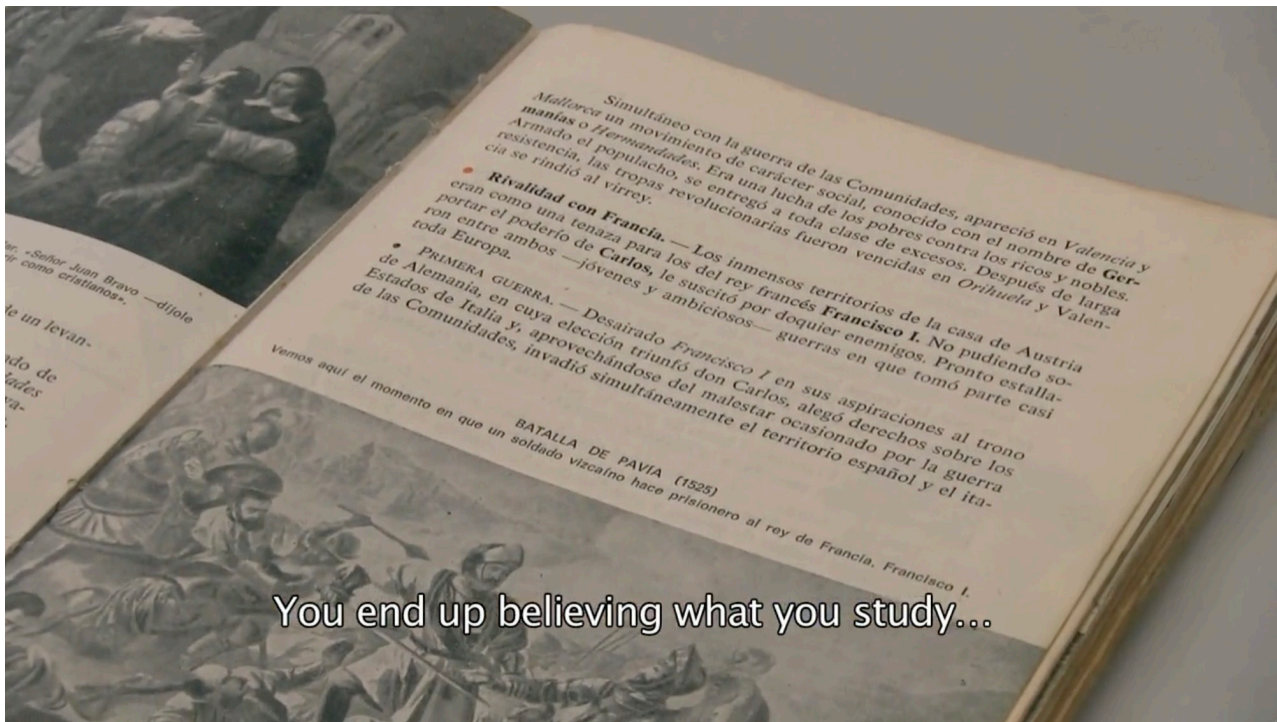 ler. «Señor Juan Bravo —díjole
rir como cristianos».
de un levan-
ado de
dades
ra-
Simultáneo con la guerra de las Comunidades, apareció en Valencia y
Mallorca un movimiento de carácter social, conocido con el nombre de Ger-
manías o Hermandades. Era una lucha de los pobres contra los ricos y nobles.
Armado el populacho, se entregó a toda clase de excesos. Después de larga
resistencia, las tropas revolucionarias fueron vencidas en Orihuela y Valen-
cia se rindió al virrey.
• Rivalidad con Francia. — Los inmensos territorios de la casa de Austria
eran como una tenaza para los del rey francés Francisco I. No pudiendo so-
portar el poderío de Carlos, le suscitó por doquier enemigos. Pronto estalla-
ron entre ambos —jóvenes y ambiciosos— guerras en que tomó parte casi
toda Europa.
• PRIMERA GUERRA. — Desairado Francisco I en sus aspiraciones al trono
de Alemania, en cuya elección triunfó don Carlos, alegó derechos sobre los
Estados de Italia y, aprovechándose del malestar ocasionado por la guerra
de las Comunidades, invadió simultáneamente el territorio español y el ita-
BATALLA DE PAVIA (1525)
Vemos aquí el momento en que un soldado vizcaíno hace prisionero al rey de Francia, Francisco I.
You end up believing what you study...